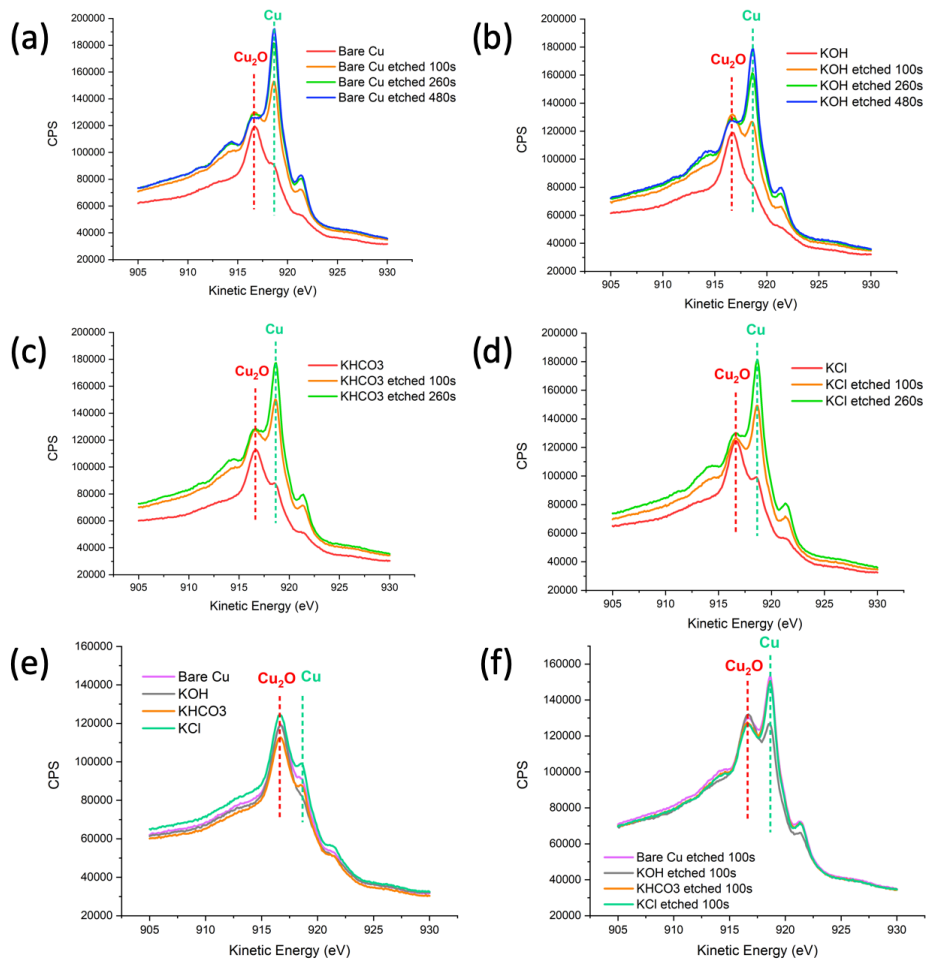 (a)
200000
180000
160000
140000
120000
100000
80000
60000
40000
20000
CPS
905 910 915 920 925 930
Kinetic Energy (eV)
Cu₂O
Cu
Bare Cu
Bare Cu etched 100s
Bare Cu etched 260s
Bare Cu etched 480s
(b)
200000
180000
160000
140000
120000
100000
80000
60000
40000
20000
CPS
905 910 915 920 925 930
Kinetic Energy (eV)
Cu₂O
Cu
KOH
KOH etched 100s
KOH etched 260s
KOH etched 480s
(c)
200000
180000
160000
140000
120000
100000
80000
60000
40000
20000
CPS
905 910 915 920 925 930
Kinetic Energy (eV)
Cu₂O
Cu
KHCO3
KHCO3 etched 100s
KHCO3 etched 260s
(d)
200000
180000
160000
140000
120000
100000
80000
60000
40000
20000
CPS
905 910 915 920 925 930
Kinetic Energy (eV)
Cu₂O
Cu
KCl
KCl etched 100s
KCl etched 260s
(e)
160000
140000
120000
100000
80000
60000
40000
20000
CPS
905 910 915 920 925 930
Kinetic Energy (eV)
Bare Cu
KOH
KHCO3
KCl
Cu₂O Cu
(f)
160000
140000
120000
100000
80000
60000
40000
20000
CPS
905 910 915 920 925 930
Kinetic Energy (eV)
Cu₂O
Cu
Bare Cu etched 100s
KOH etched 100s
KHCO3 etched 100s
KCl etched 100s